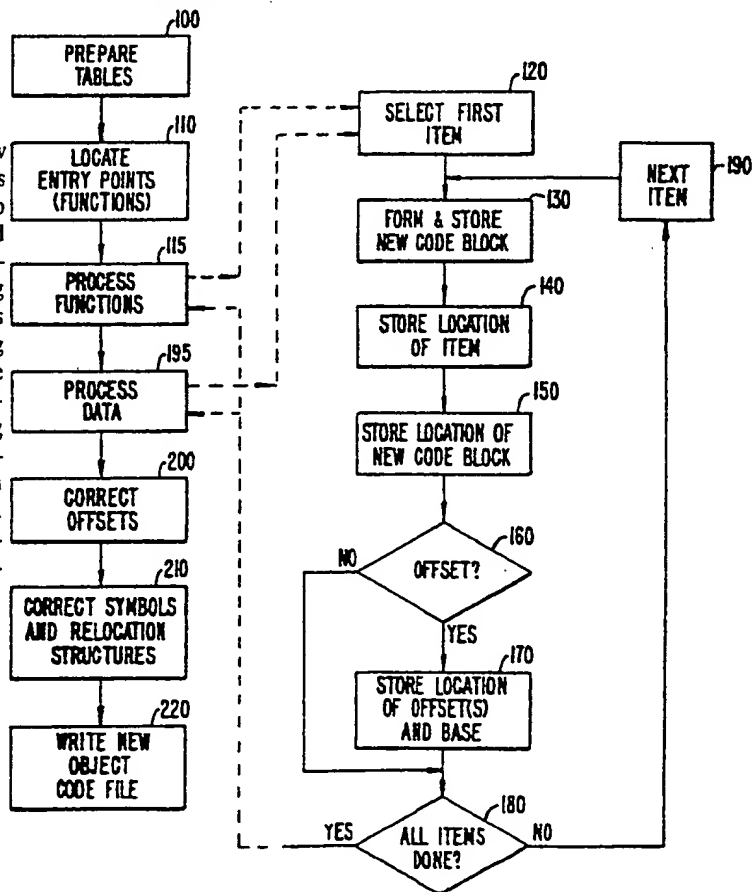 100
PREPARE
TABLES
110
LOCATE
ENTRY POINTS
(FUNCTIONS)
115
PROCESS
FUNCTIONS
195
PROCESS
DATA
200
CORRECT
OFFSETS
210
CORRECT SYMBOLS
AND RELOCATION
STRUCTURES
220
WRITE NEW
OBJECT
CODE FILE
120
SELECT FIRST
ITEM
190
NEXT
ITEM
130
FORM & STORE
NEW CODE BLOCK
140
STORE LOCATION
OF ITEM
150
STORE LOCATION OF
NEW CODE BLOCK
160
NO
OFFSET?
YES
170
STORE LOCATION
OF OFFSET(S)
AND BASE
180
YES
ALL ITEMS
DONE?
NO